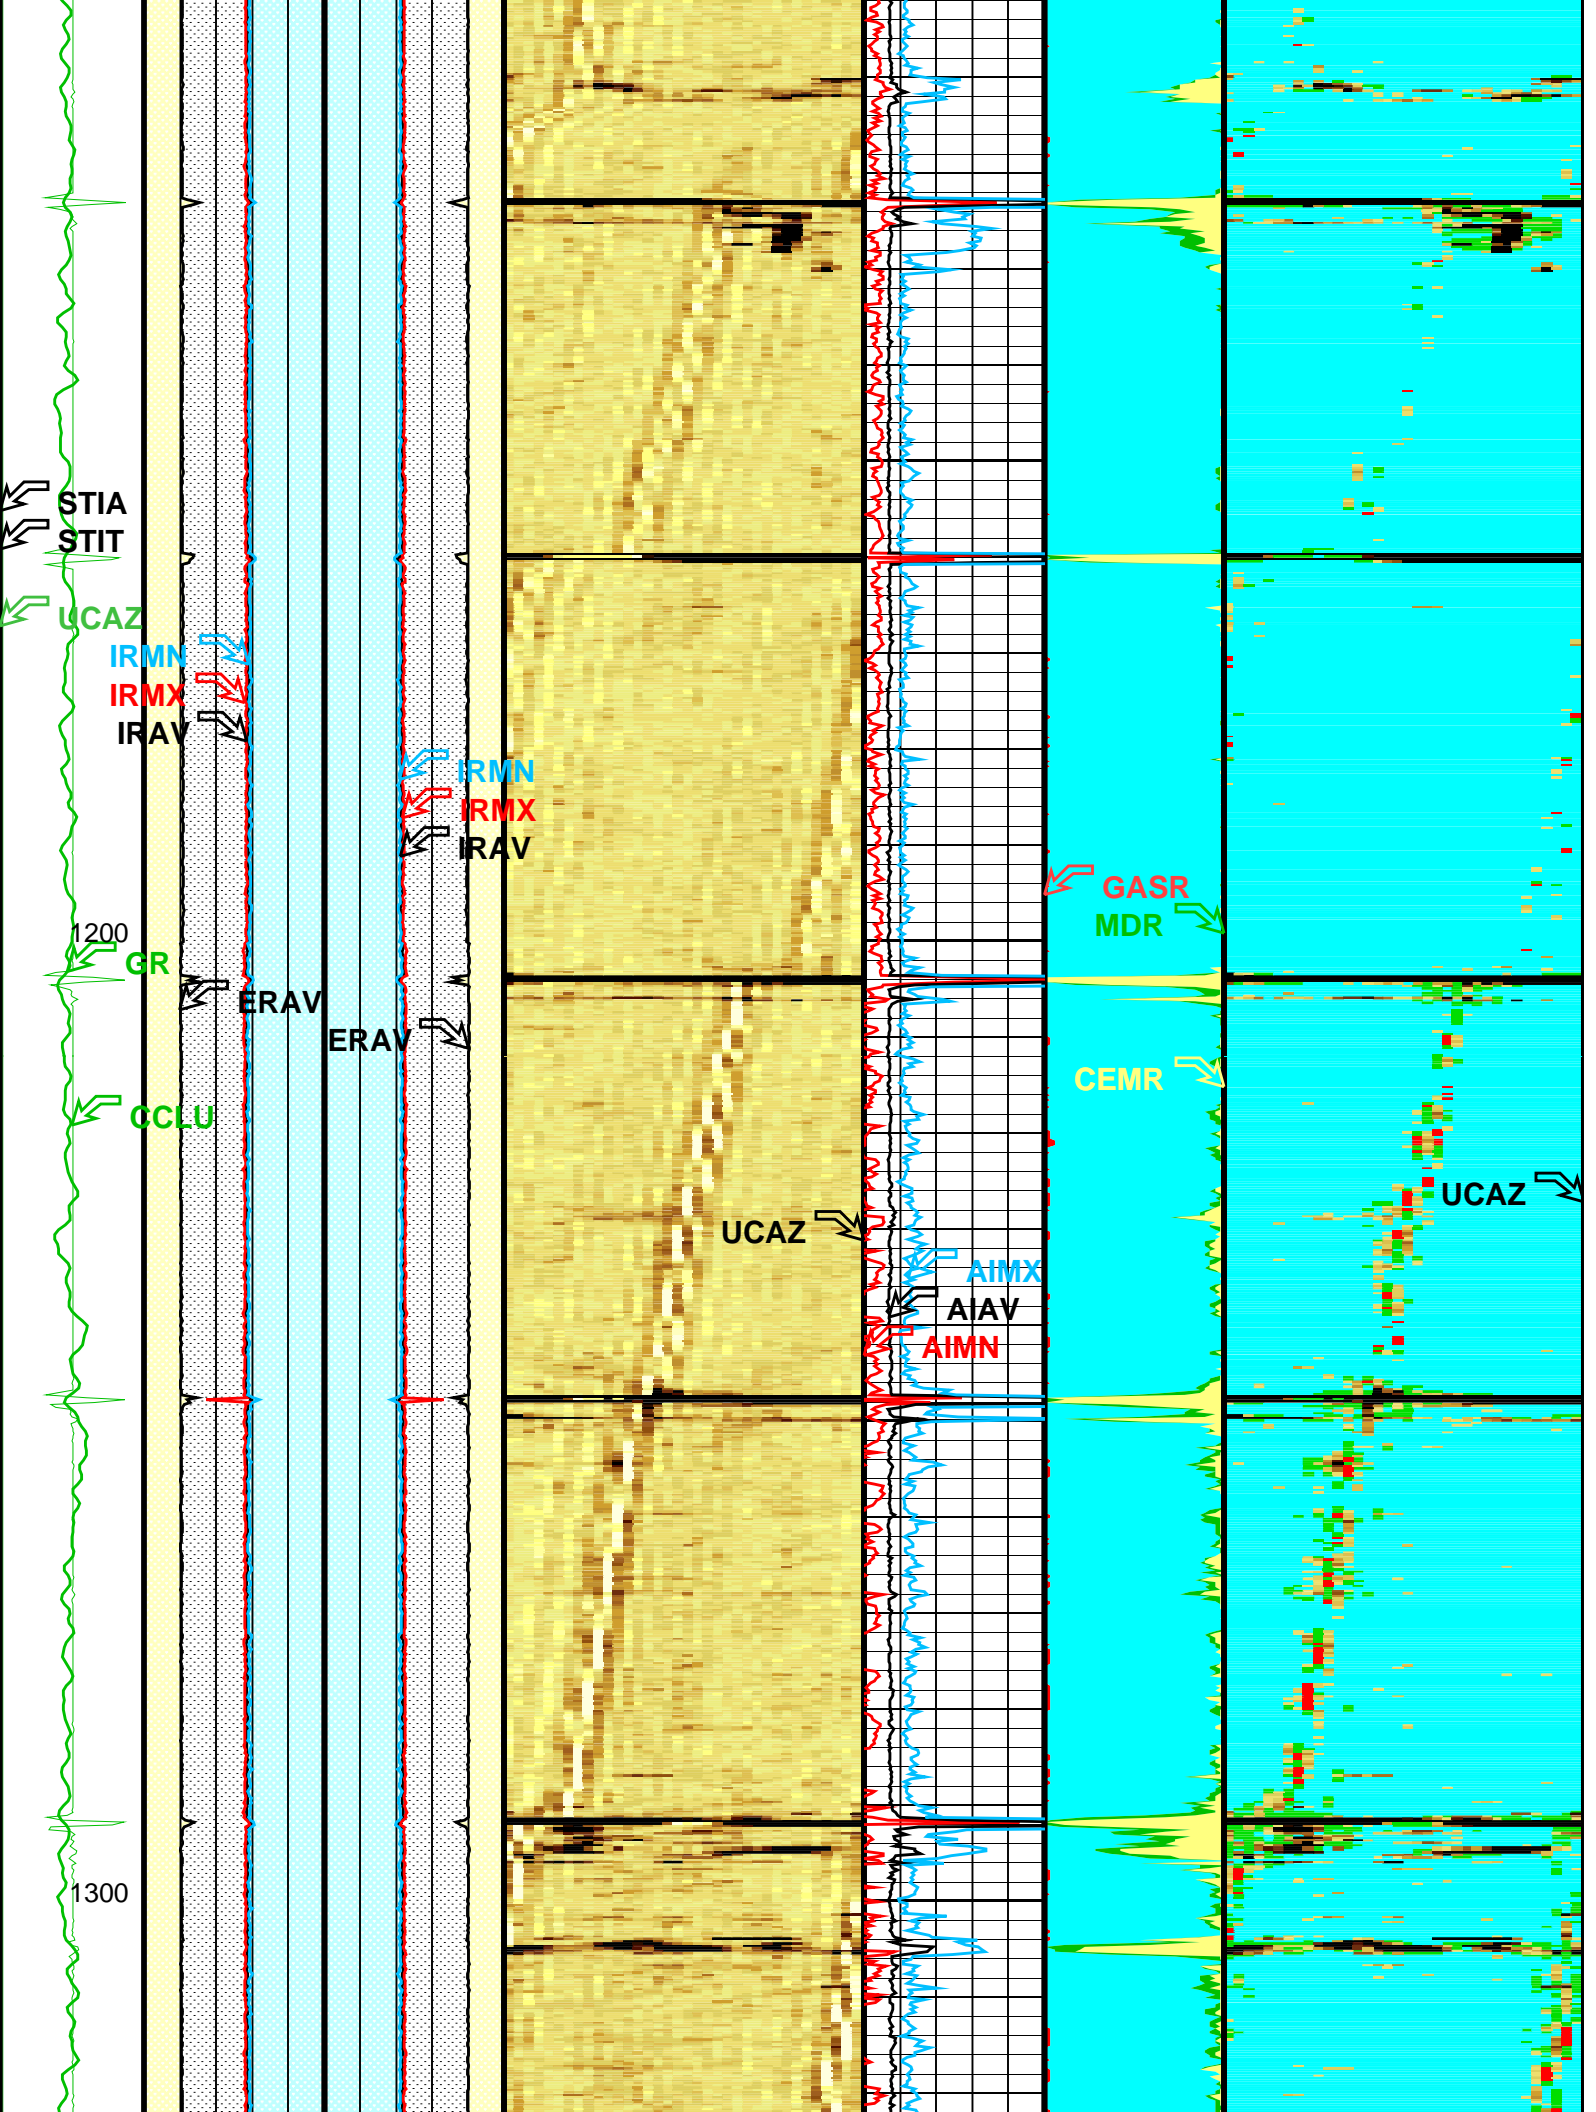 STIA
STIT
UCAZ
IRMN
IRMX
IRAV
IRMN
IRMX
IRAV
GASR
MDR
1200
GR
ERAV
ERAV
CEMR
CCLU
UCAZ
UCAZ
AIMX
AIAV
AIMN
1300